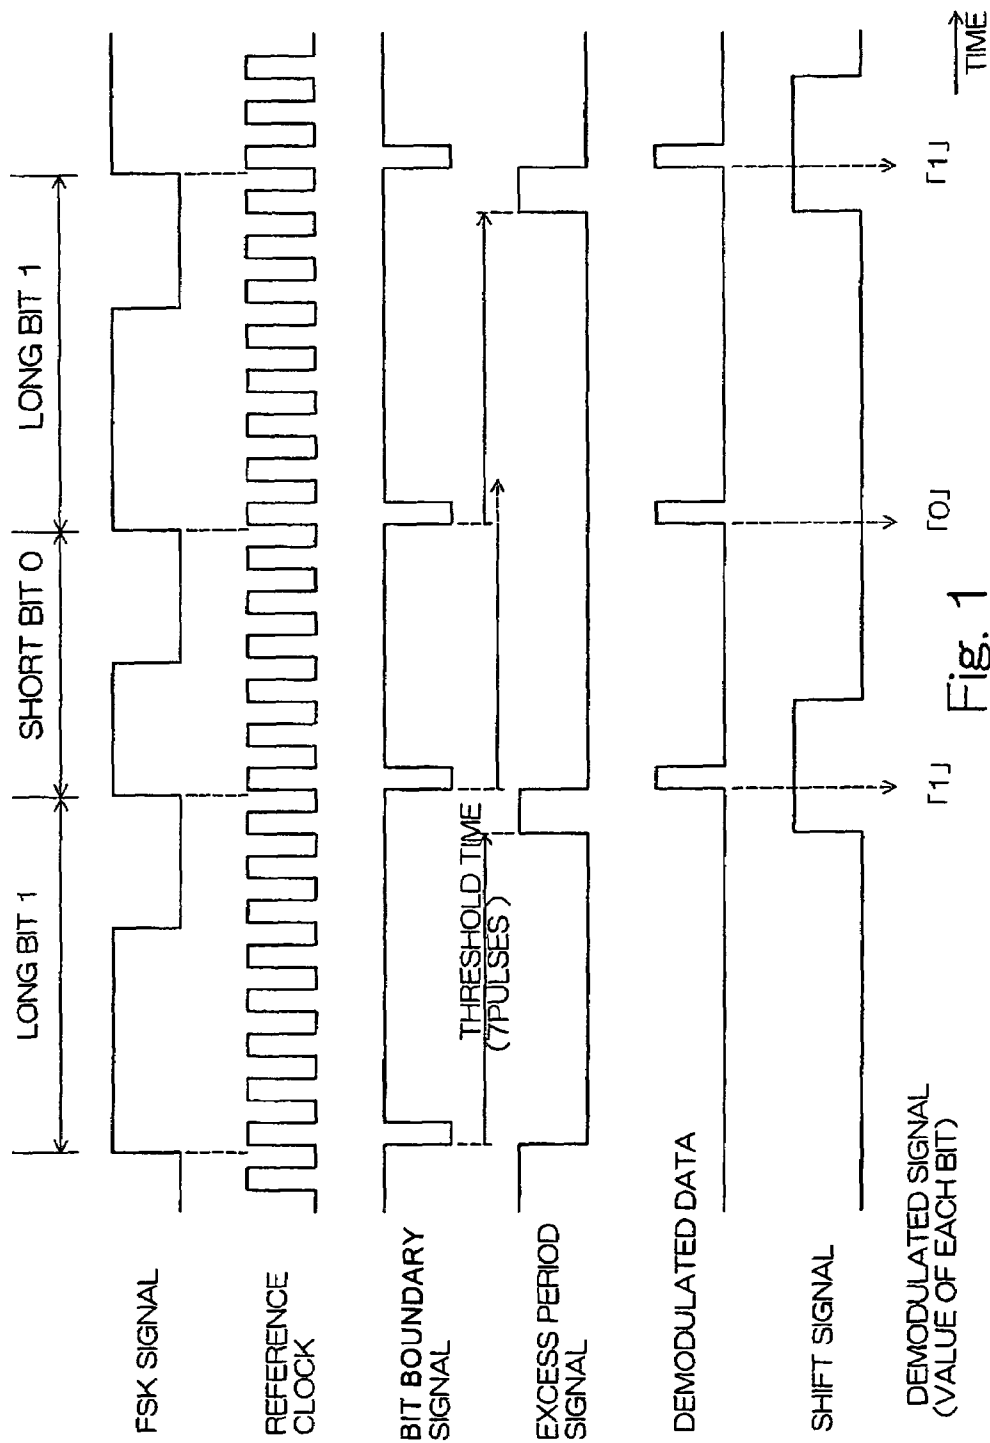 LONG BIT 1
SHORT BIT 0
LONG BIT 1
FSK SIGNAL
REFERENCE
CLOCK
BIT BOUNDARY
SIGNAL
THRESHOLD TIME
(7PULSES)
EXCESS PERIOD
SIGNAL
DEMODULATED DATA
SHIFT SIGNAL
DEMODULATED SIGNAL
(VALUE OF EACH BIT)
「1」
「0」
「1」
TIME
Fig. 1